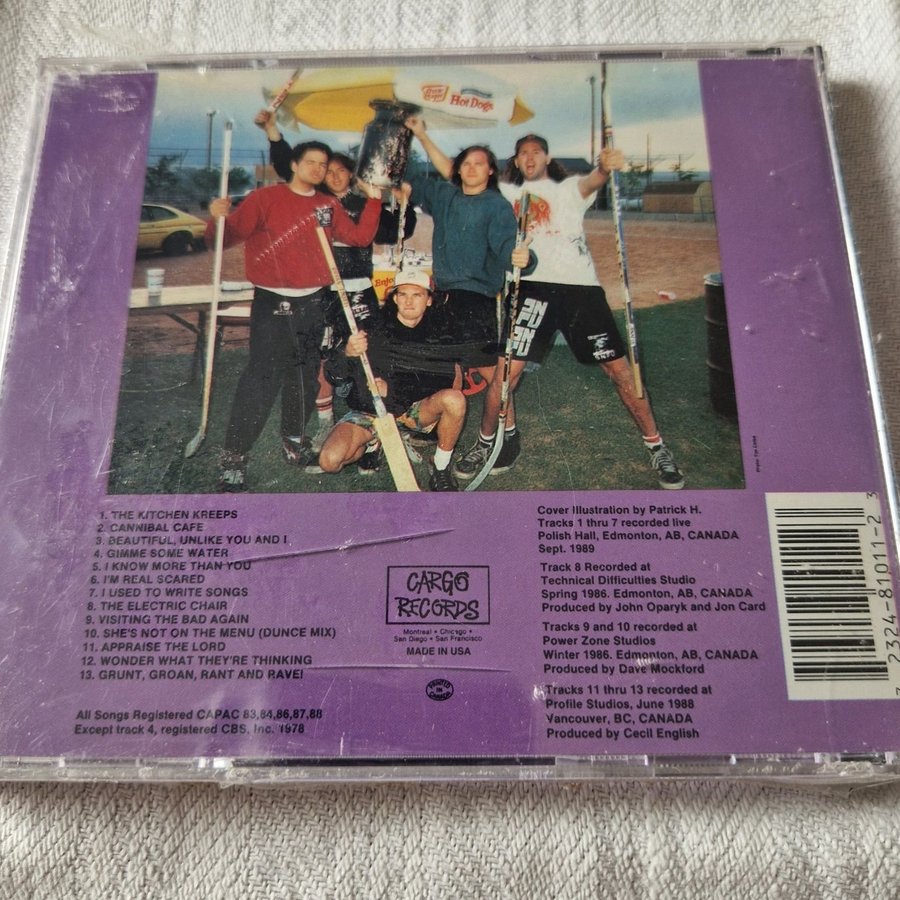 Hot Dogs
Enjoy
1. THE KITCHEN KREEPS
2. CANNIBAL CAFE
3. BEAUTIFUL, UNLIKE YOU AND I
4. GIMME SOME WATER
5. I KNOW MORE THAN YOU
6. I'M REAL SCARED
7. I USED TO WRITE SONGS
8. THE ELECTRIC CHAIR
9. VISITING THE BAD AGAIN
10. SHE'S NOT ON THE MENU (DUNCE MIX)
11. APPRAISE THE LORD
12. WONDER WHAT THEY'RE THINKING
13. GRUNT, GROAN, RANT AND RAVE!
All Songs Registered CAPAC 83,84,86,87,88
Except track 4, registered CBS, Inc. 1978
CARGO
RECORDS
Montreal • Chicago •
San Diego • San Francisco
MADE IN USA
PRINTED
IN
CANADA
Cover Illustration by Patrick H.
Tracks 1 thru 7 recorded live
Polish Hall, Edmonton, AB, CANADA
Sept. 1989
Track 8 Recorded at
Technical Difficulties Studio
Spring 1986. Edmonton, AB, CANADA
Produced by John Oparyk and Jon Card
Tracks 9 and 10 recorded at
Power Zone Studios
Winter 1986. Edmonton, AB, CANADA
Produced by Dave Mockford
Tracks 11 thru 13 recorded at
Profile Studios, June 1988
Vancouver, BC, CANADA
Produced by Cecil English
7 2324-81011-2 3